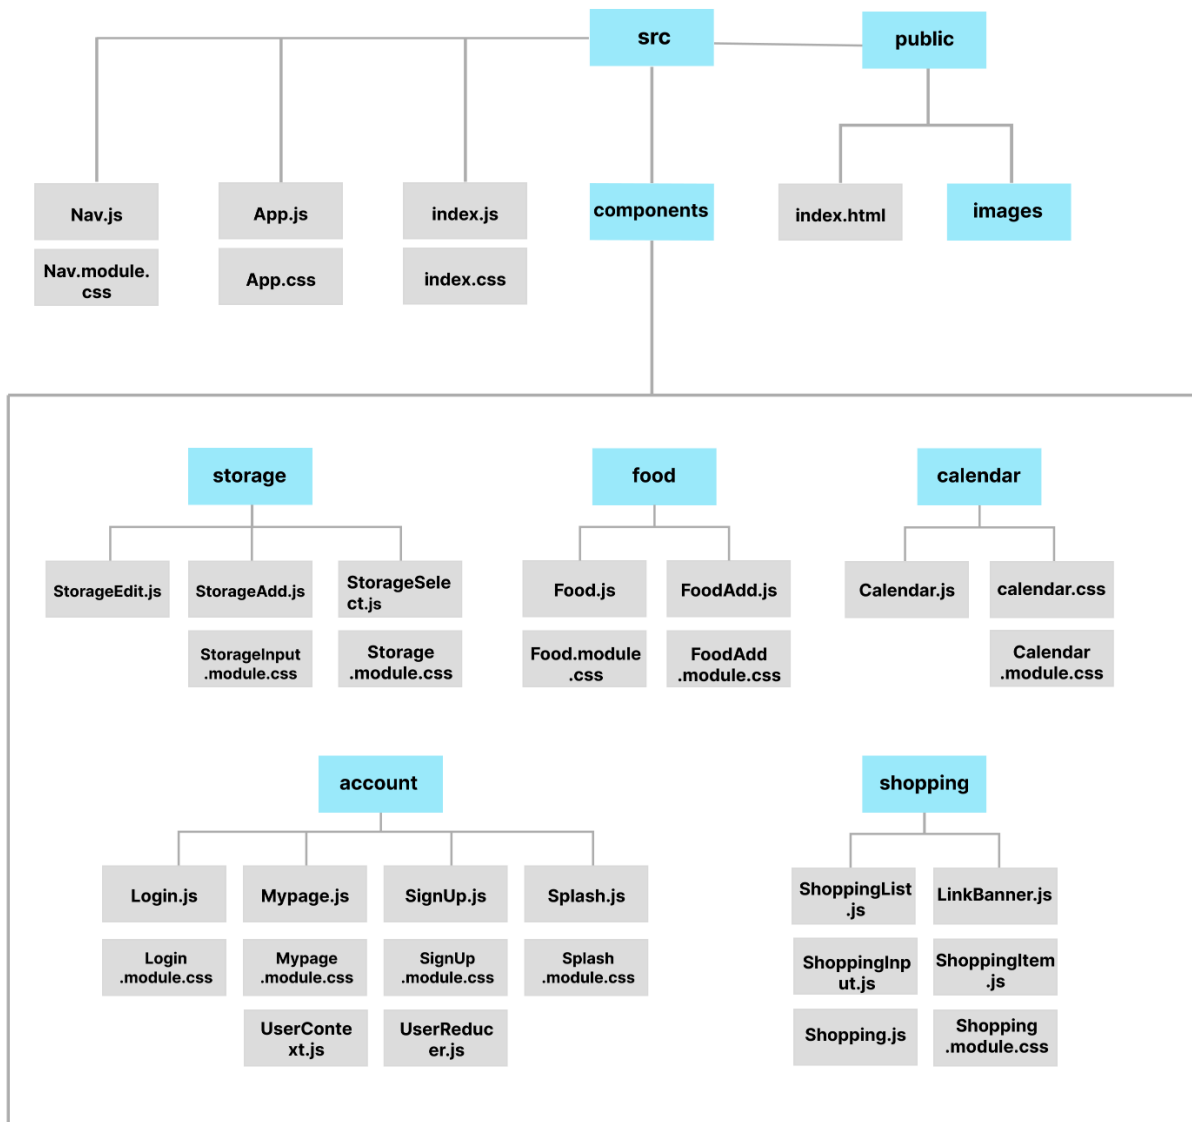 src
public
Nav.js
App.js
index.js
components
index.html
images
Nav.module.
css
App.css
index.css
storage
food
calendar
StorageEdit.js
StorageAdd.js
StorageSele
ct.js
Food.js
FoodAdd.js
Calendar.js
calendar.css
StorageInput
.module.css
Storage
.module.css
Food.module
.css
FoodAdd
.module.css
Calendar
.module.css
account
shopping
Login.js
Mypage.js
SignUp.js
Splash.js
ShoppingList
.js
LinkBanner.js
Login
.module.css
Mypage
.module.css
SignUp
.module.css
Splash
.module.css
ShoppingInp
ut.js
ShoppingItem
.js
UserConte
xt.js
UserReduc
er.js
Shopping.js
Shopping
.module.css